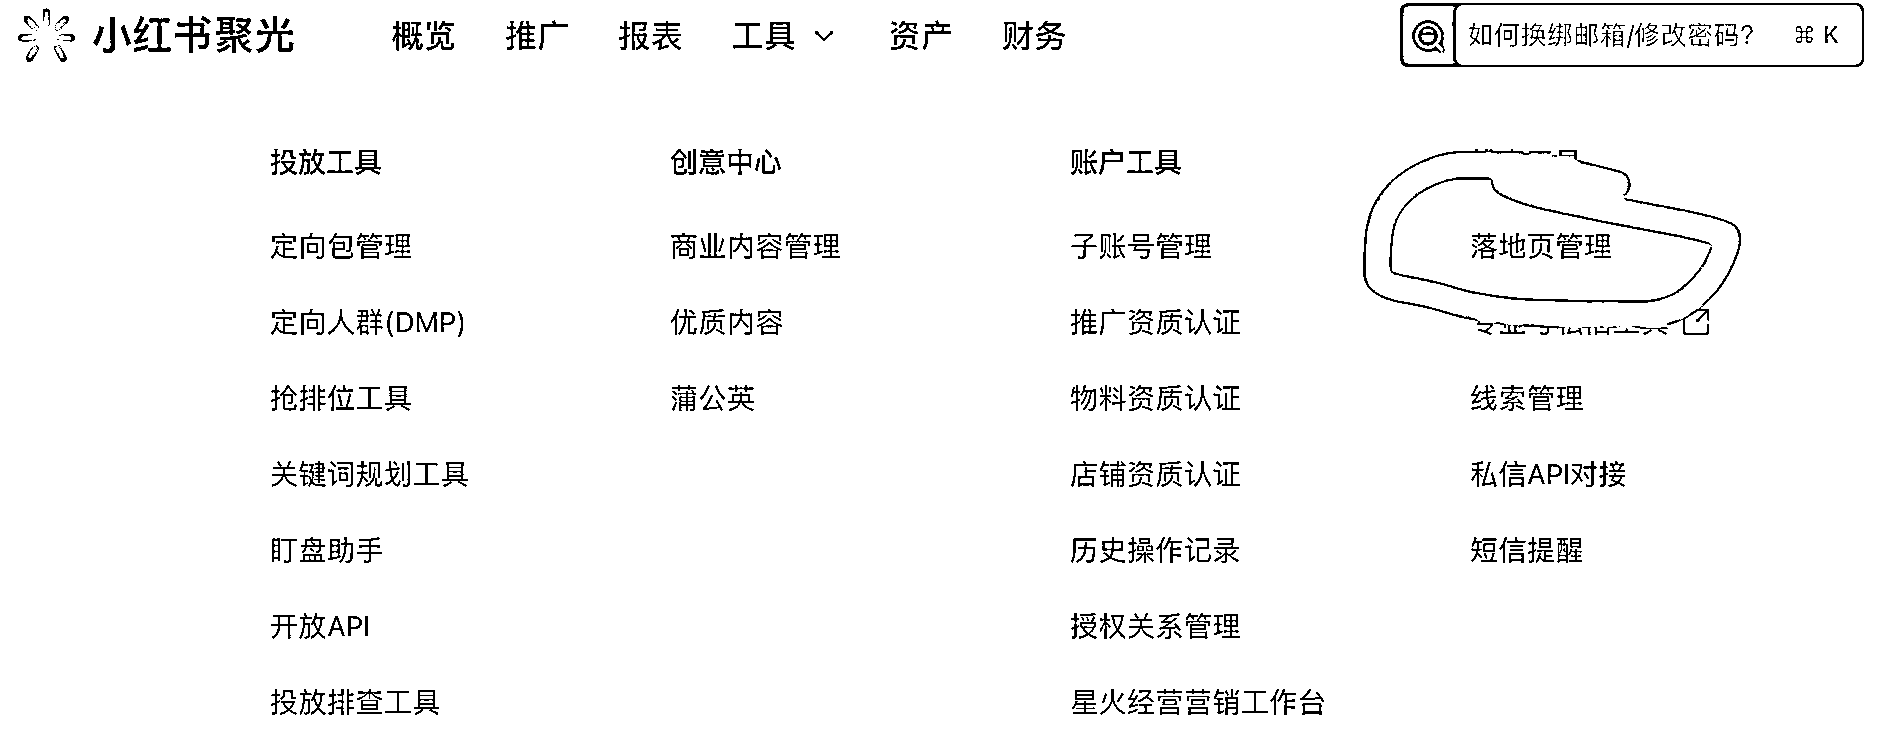 小红书聚光 概览 推广 报表 工具 资产 财务 如何换绑邮箱/修改密码? ⌘ K
投放工具
定向包管理
定向人群(DMP)
抢排位工具
关键词规划工具
盯盘助手
开放API
投放排查工具
创意中心
商业内容管理
优质内容
蒲公英
账户工具
子账号管理
推广资质认证
物料资质认证
店铺资质认证
历史操作记录
授权关系管理
星火经营营销工作台
落地页管理
线索管理
私信API对接
短信提醒